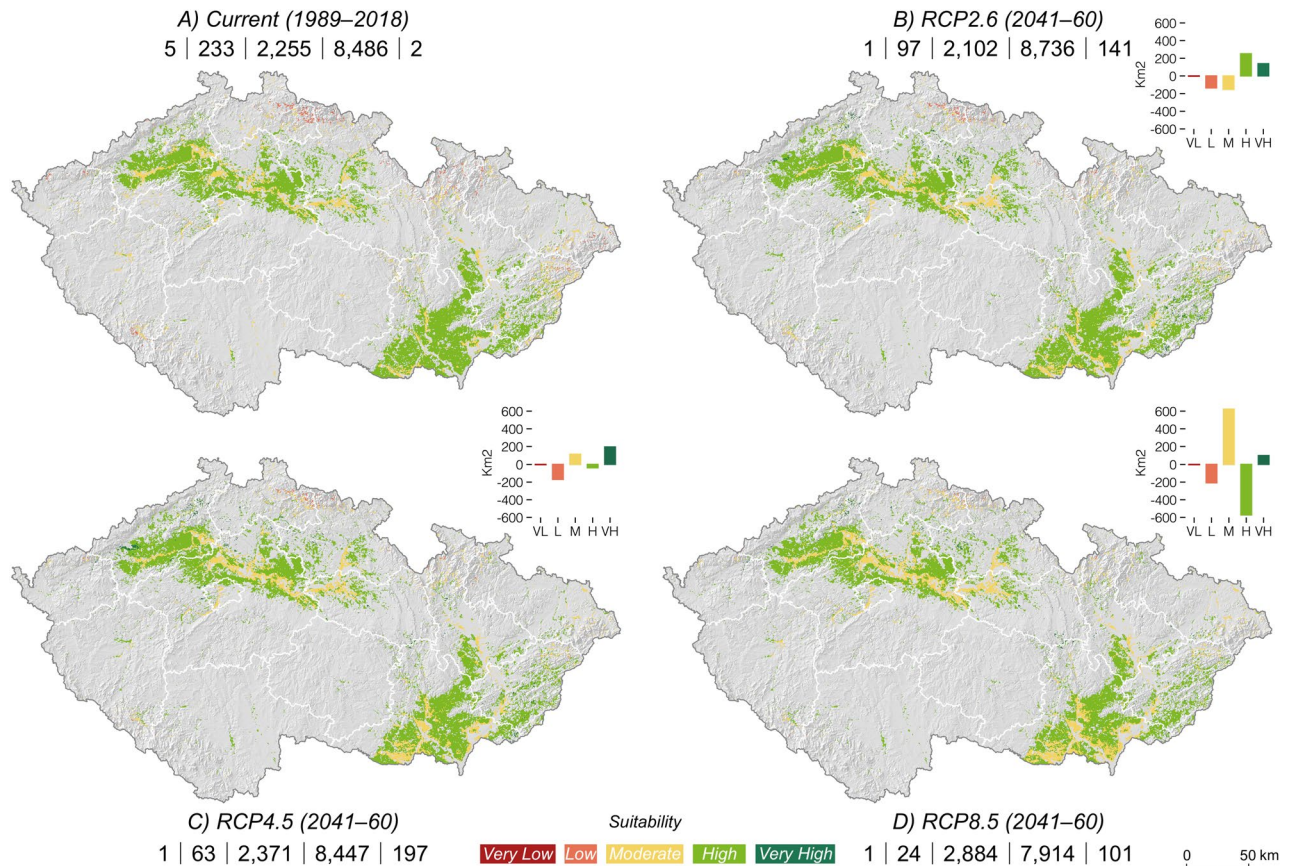 A) Current (1989–2018)
5 | 233 | 2,255 | 8,486 | 2
B) RCP2.6 (2041–60)
1 | 97 | 2,102 | 8,736 | 141
Km2
600
400
200
0
-200
-400
-600
VL L M H VH
Km2
600
400
200
0
-200
-400
-600
VL L M H VH
Km2
600
400
200
0
-200
-400
-600
VL L M H VH
C) RCP4.5 (2041–60)
1 | 63 | 2,371 | 8,447 | 197
Suitability
Very Low Low Moderate High Very High
D) RCP8.5 (2041–60)
1 | 24 | 2,884 | 7,914 | 101
0 50 km